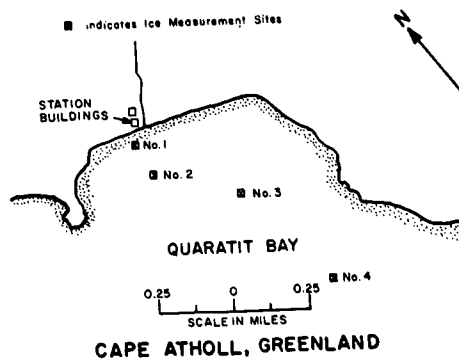 indicates Ice Measurement Sites
N
STATION
BUILDINGS
No. 1
No. 2
No. 3
QUARATIT BAY
No. 4
0.25 0 0.25
SCALE IN MILES
CAPE ATHOLL, GREENLAND